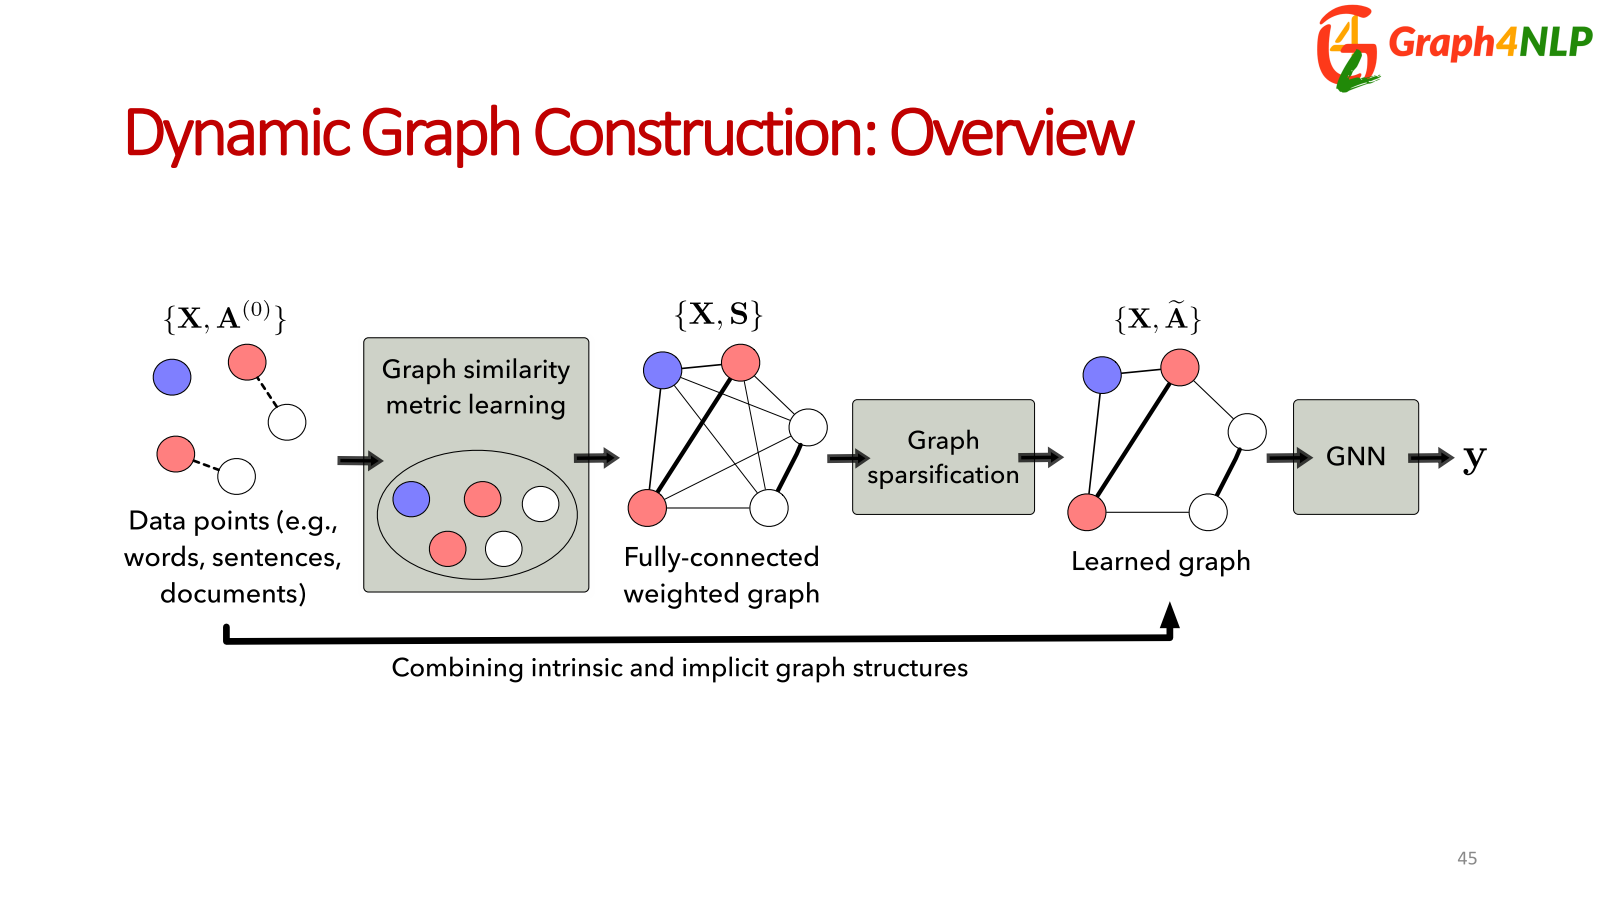 Graph4NLP
Dynamic Graph Construction: Overview
{X, A^(0)}
Data points (e.g.,
words, sentences,
documents)
Graph similarity
metric learning
{X, S}
Fully-connected
weighted graph
Graph
sparsification
{X, Ã}
Learned graph
GNN
y
Combining intrinsic and implicit graph structures
45